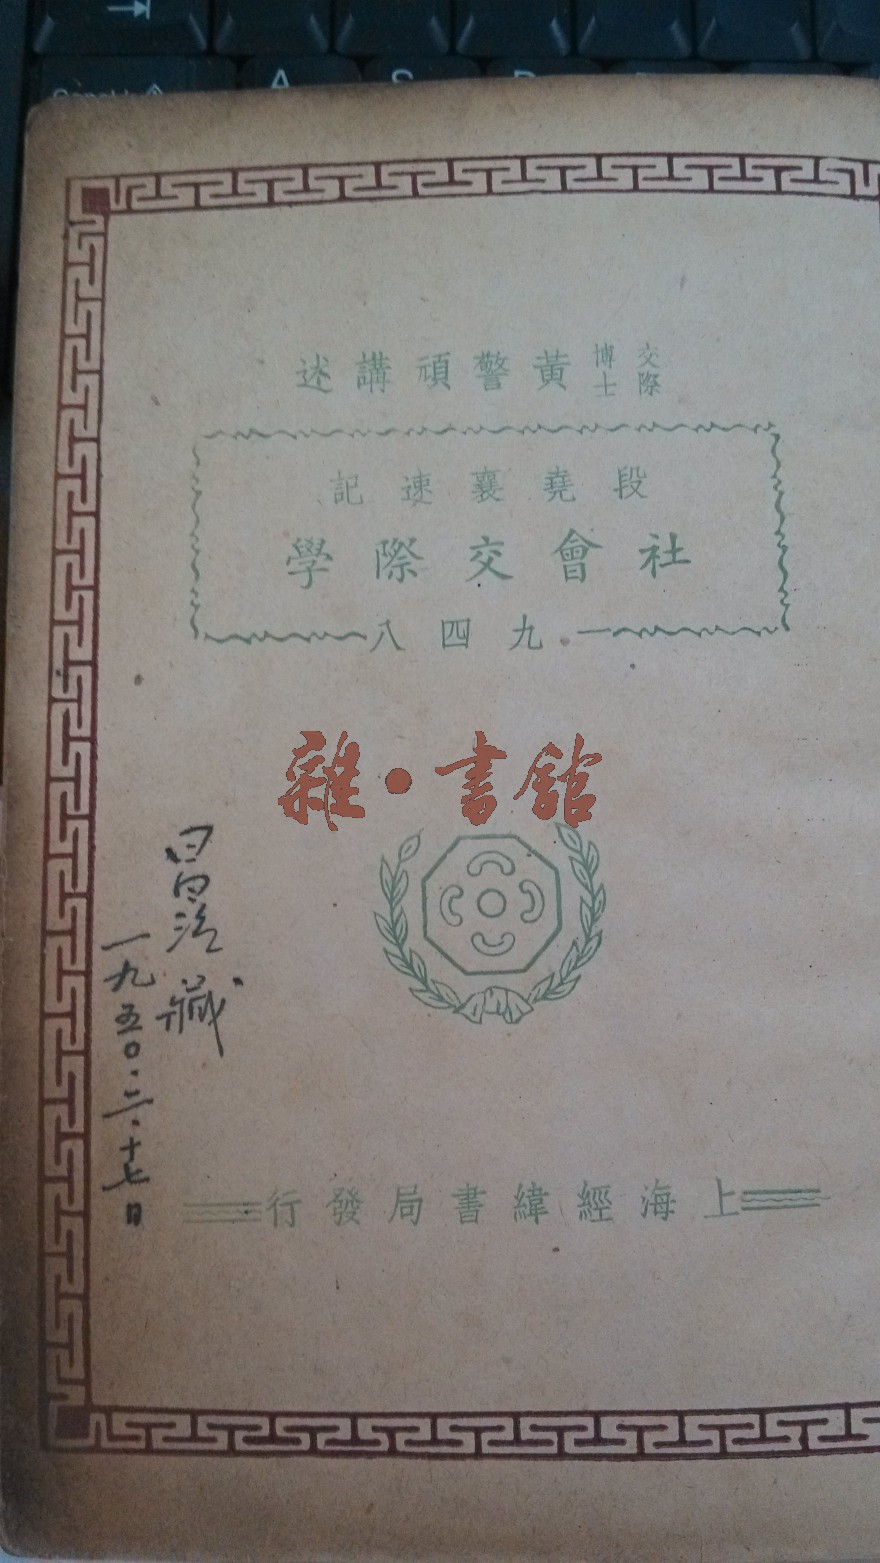 A
S
D
交際
博士
黃警頑講述
段堯襄速記
社會交際學
一九四八
雜·書館
藏
一九五〇·二·十七日
上海經緯書局發行